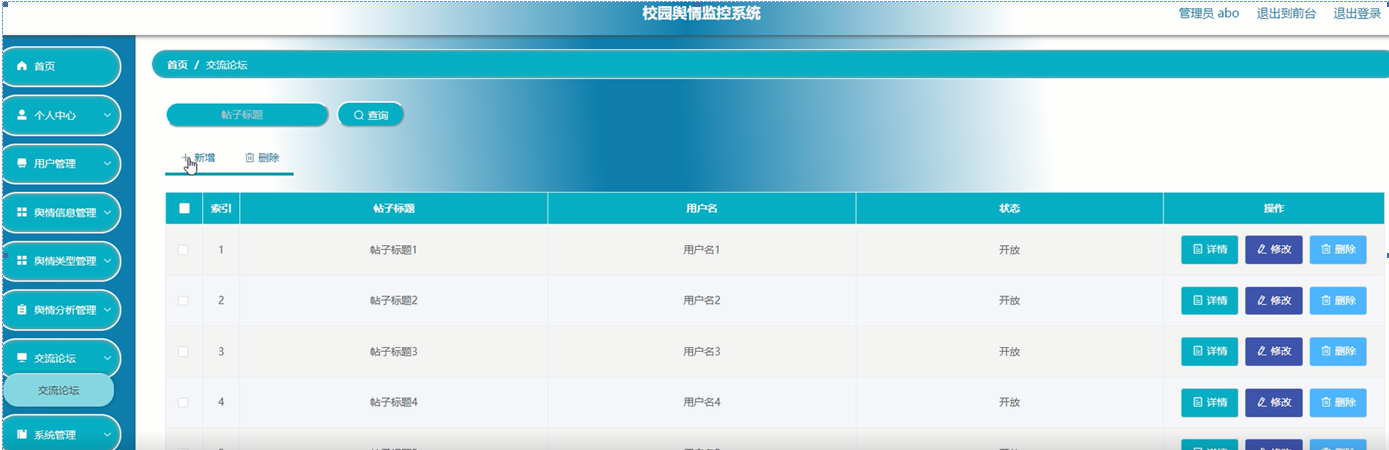 校园舆情监控系统
管理员 abo 退出到前台 退出登录
首页
个人中心
用户管理
舆情信息管理
舆情类型管理
舆情分析管理
交流论坛
交流论坛
系统管理
首页 / 交流论坛
帖子标题 查询
新增 删除
索引 帖子标题 用户名 状态 操作
1 帖子标题1 用户名1 开放 详情 修改 删除
2 帖子标题2 用户名2 开放 详情 修改 删除
3 帖子标题3 用户名3 开放 详情 修改 删除
4 帖子标题4 用户名4 开放 详情 修改 删除